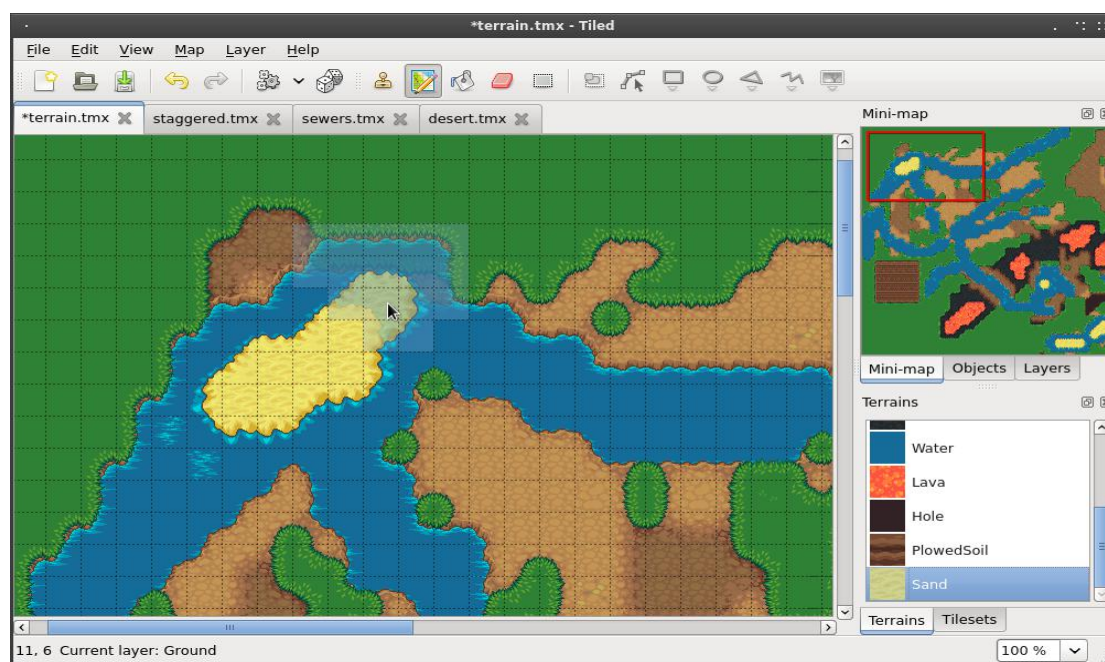 *terrain.tmx - Tiled
File Edit View Map Layer Help
*terrain.tmx staggered.tmx sewers.tmx desert.tmx
Mini-map
Mini-map Objects Layers
Terrains
Water
Lava
Hole
PlowedSoil
Sand
Terrains Tilesets
11, 6 Current layer: Ground
100 %